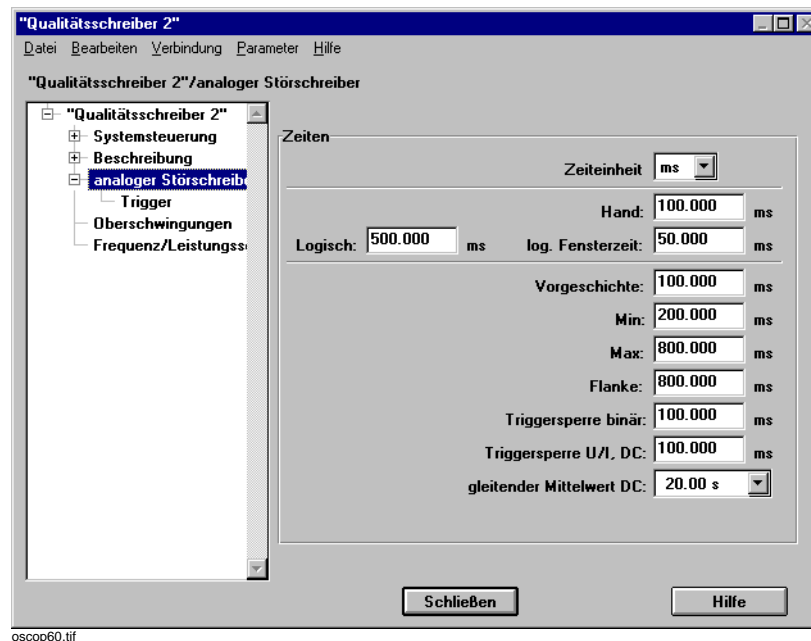 "Qualitätsschreiber 2"
Datei Bearbeiten Verbindung Parameter Hilfe
"Qualitätsschreiber 2"/analoger Störschreiber
"Qualitätsschreiber 2"
Systemsteuerung
Beschreibung
analoger Störschreibe
Trigger
Oberschwingungen
Frequenz/Leistungss
Zeiten
Zeiteinheit ms
Hand: 100.000 ms
Logisch: 500.000 ms log. Fensterzeit: 50.000 ms
Vorgeschichte: 100.000 ms
Min: 200.000 ms
Max: 800.000 ms
Flanke: 800.000 ms
Triggersperre binär: 100.000 ms
Triggersperre U/I, DC: 100.000 ms
gleitender Mittelwert DC: 20.00 s
Schließen Hilfe
oscop60.tif